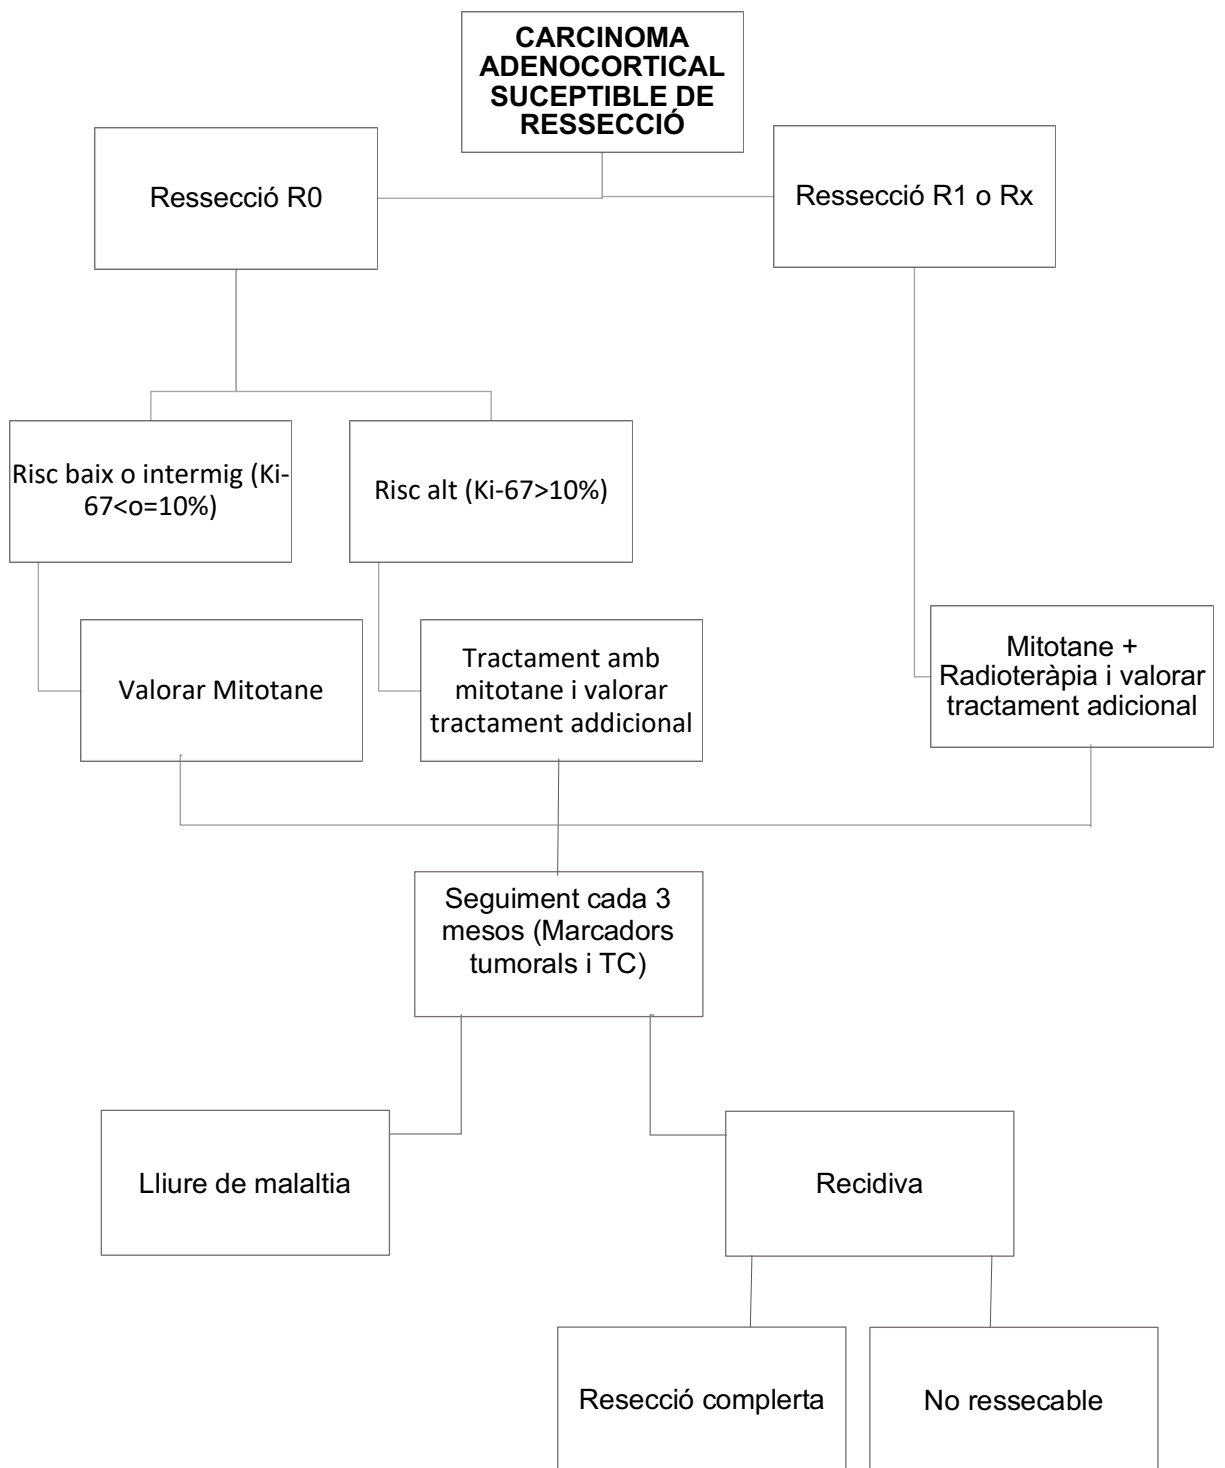 CARCINOMA
ADENOCORTICAL
SUCEPTIBLE DE
RESSECCIÓ
Ressecció R0
Ressecció R1 o Rx
Risc baix o intermig (Ki-
67<o=10%)
Risc alt (Ki-67>10%)
Valorar Mitotane
Tractament amb
mitotane i valorar
tractament addicional
Mitotane +
Radioteràpia i valorar
tractament adicional
Seguiment cada 3
mesos (Marcadors
tumorals i TC)
Lliure de malaltia
Recidiva
Resecció complerta
No ressecable